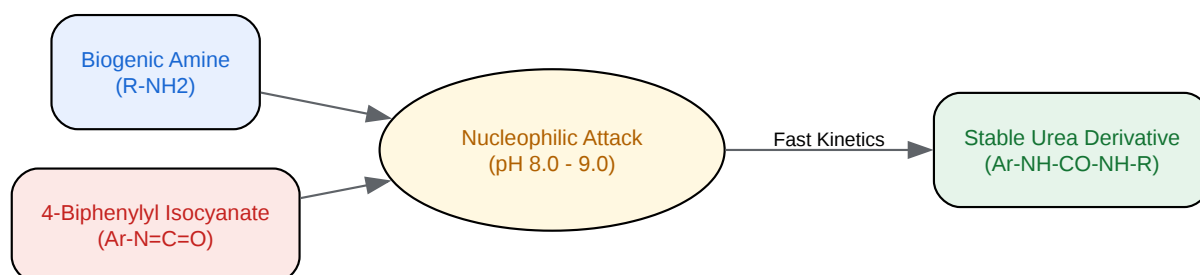 Biogenic Amine
(R-NH2)
4-Biphenylyl Isocyanate
(Ar-N=C=O)
Nucleophilic Attack
(pH 8.0 - 9.0)
Fast Kinetics
Stable Urea Derivative
(Ar-NH-CO-NH-R)